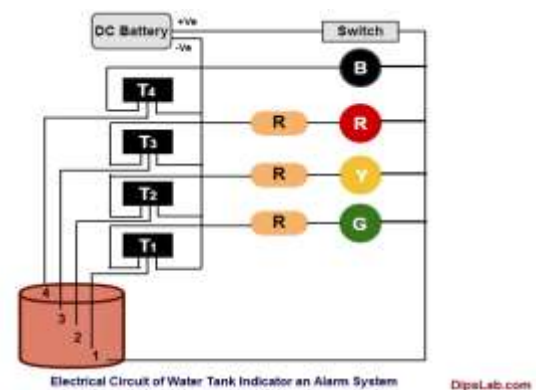 DC Battery
+Ve
-Ve
Switch
B
T4
R
R
T3
R
Y
T2
R
G
T1
4
3
2
1
Electrical Circuit of Water Tank Indicator an Alarm System
DipsLab.com